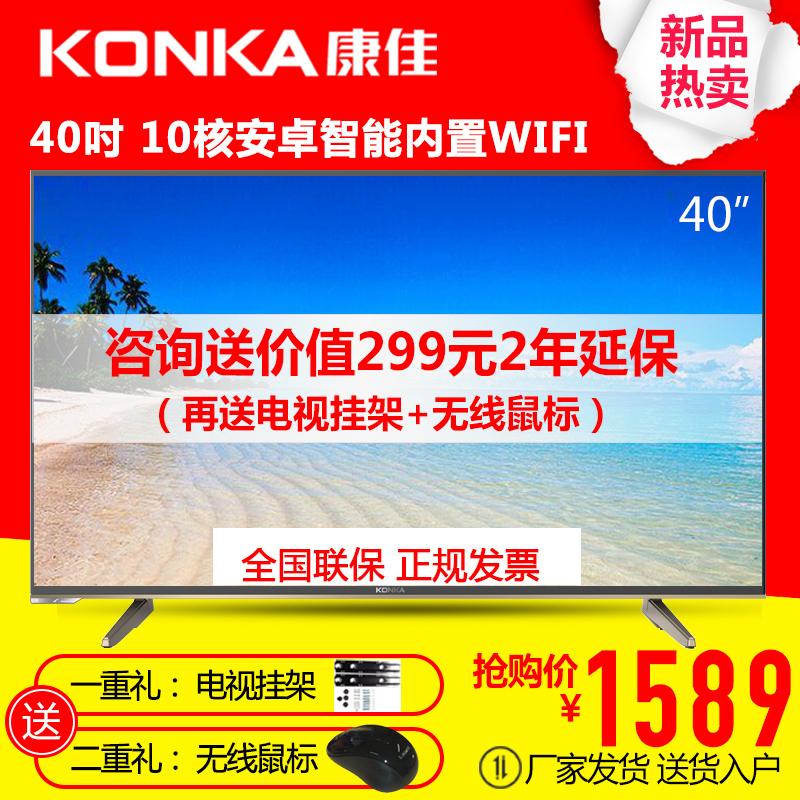 KONKA康佳
新品
热卖
40吋 10核安卓智能内置WIFI
40"
咨询送价值299元2年延保
（再送电视挂架+无线鼠标）
全国联保 正规发票
KONKA
送
一重礼：电视挂架
二重礼：无线鼠标
抢购价
¥1589
厂家发货 送货入户